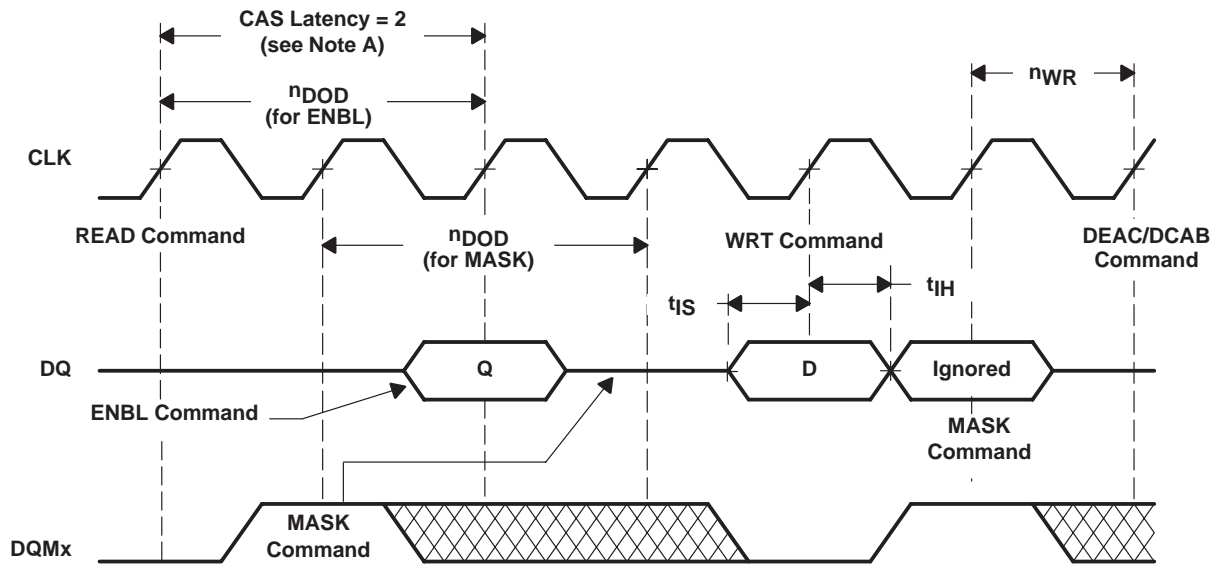 CAS Latency = 2
(see Note A)
nWR
nDOD
(for ENBL)
CLK
READ Command
nDOD
(for MASK)
WRT Command
DEAC/DCAB
Command
tIS
tIH
DQ
Q
D
Ignored
ENBL Command
MASK
Command
MASK
Command
DQMx